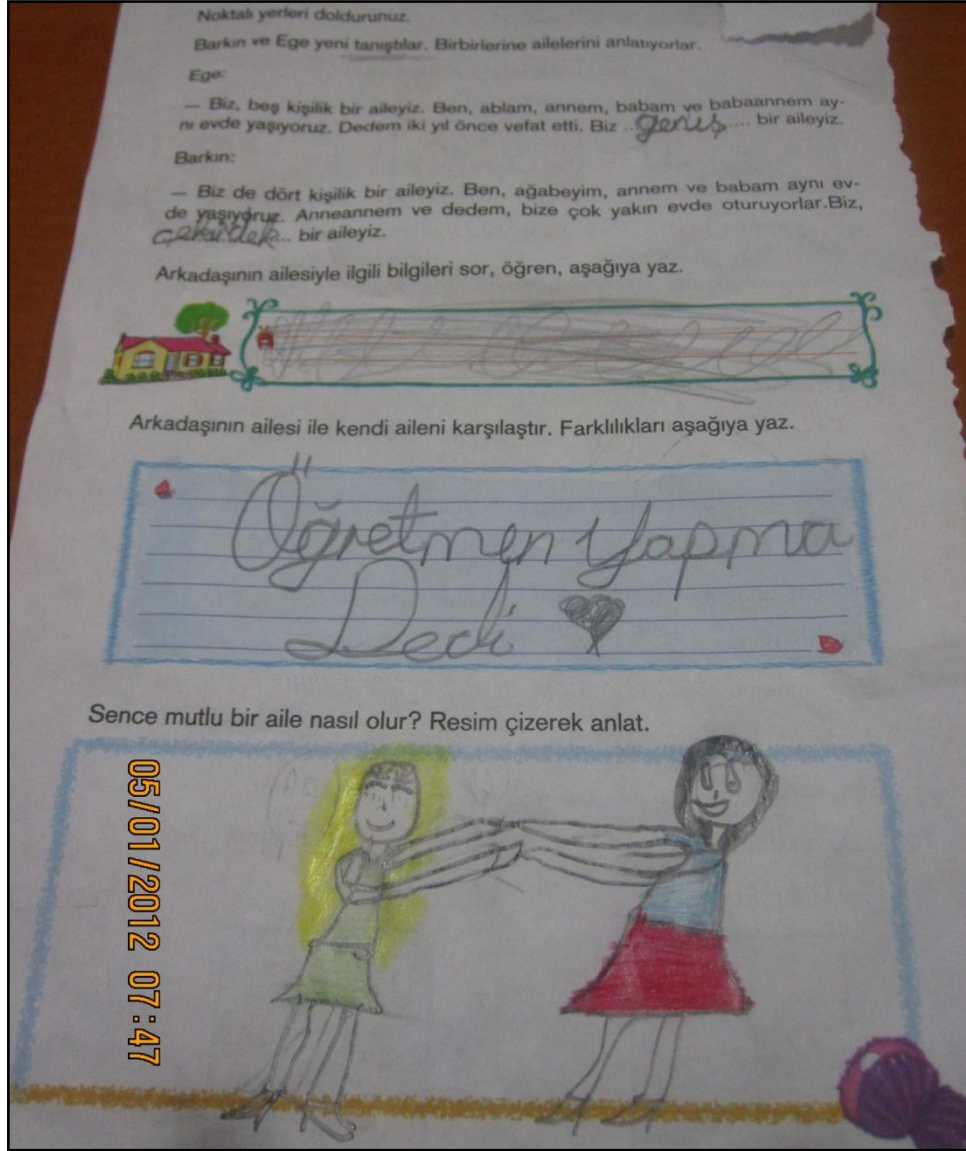 Noktalı yerleri doldurunuz.
Barkın ve Ege yeni tanıştılar. Birbirlerine ailelerini anlatıyorlar.
Ege:
— Biz, beş kişilik bir aileyiz. Ben, ablam, annem, babam ve babaannem ay-
nı evde yaşıyoruz. Dedem iki yıl önce vefat etti. Biz ..geniş.... bir aileyiz.
Barkın:
— Biz de dört kişilik bir aileyiz. Ben, ağabeyim, annem ve babam aynı ev-
de yaşıyoruz. Anneannem ve dedem, bize çok yakın evde oturuyorlar.Biz,
çekirdek... bir aileyiz.
Arkadaşının ailesiyle ilgili bilgileri sor, öğren, aşağıya yaz.
Arkadaşının ailesi ile kendi aileni karşılaştır. Farklılıkları aşağıya yaz.
Öğretmen Yapma
Dedi
Sence mutlu bir aile nasıl olur? Resim çizerek anlat.
05/01/2012 07:47